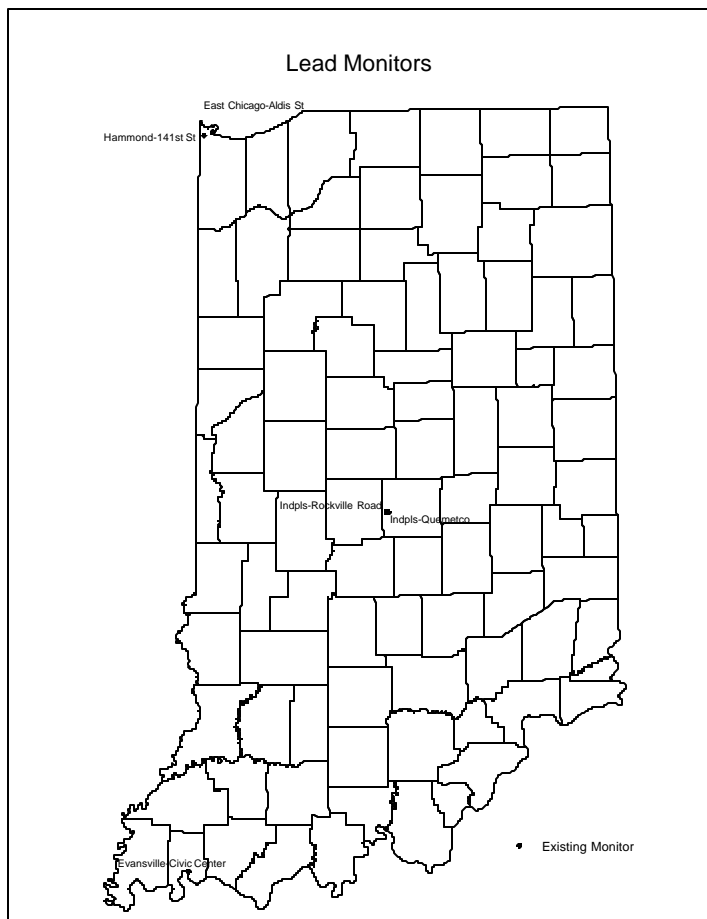 Lead Monitors
East Chicago-Aldis St
Hammond-141st St
Indpls-Rockville Road
Indpls-Quemetco
Existing Monitor
Evansville-Civic Center